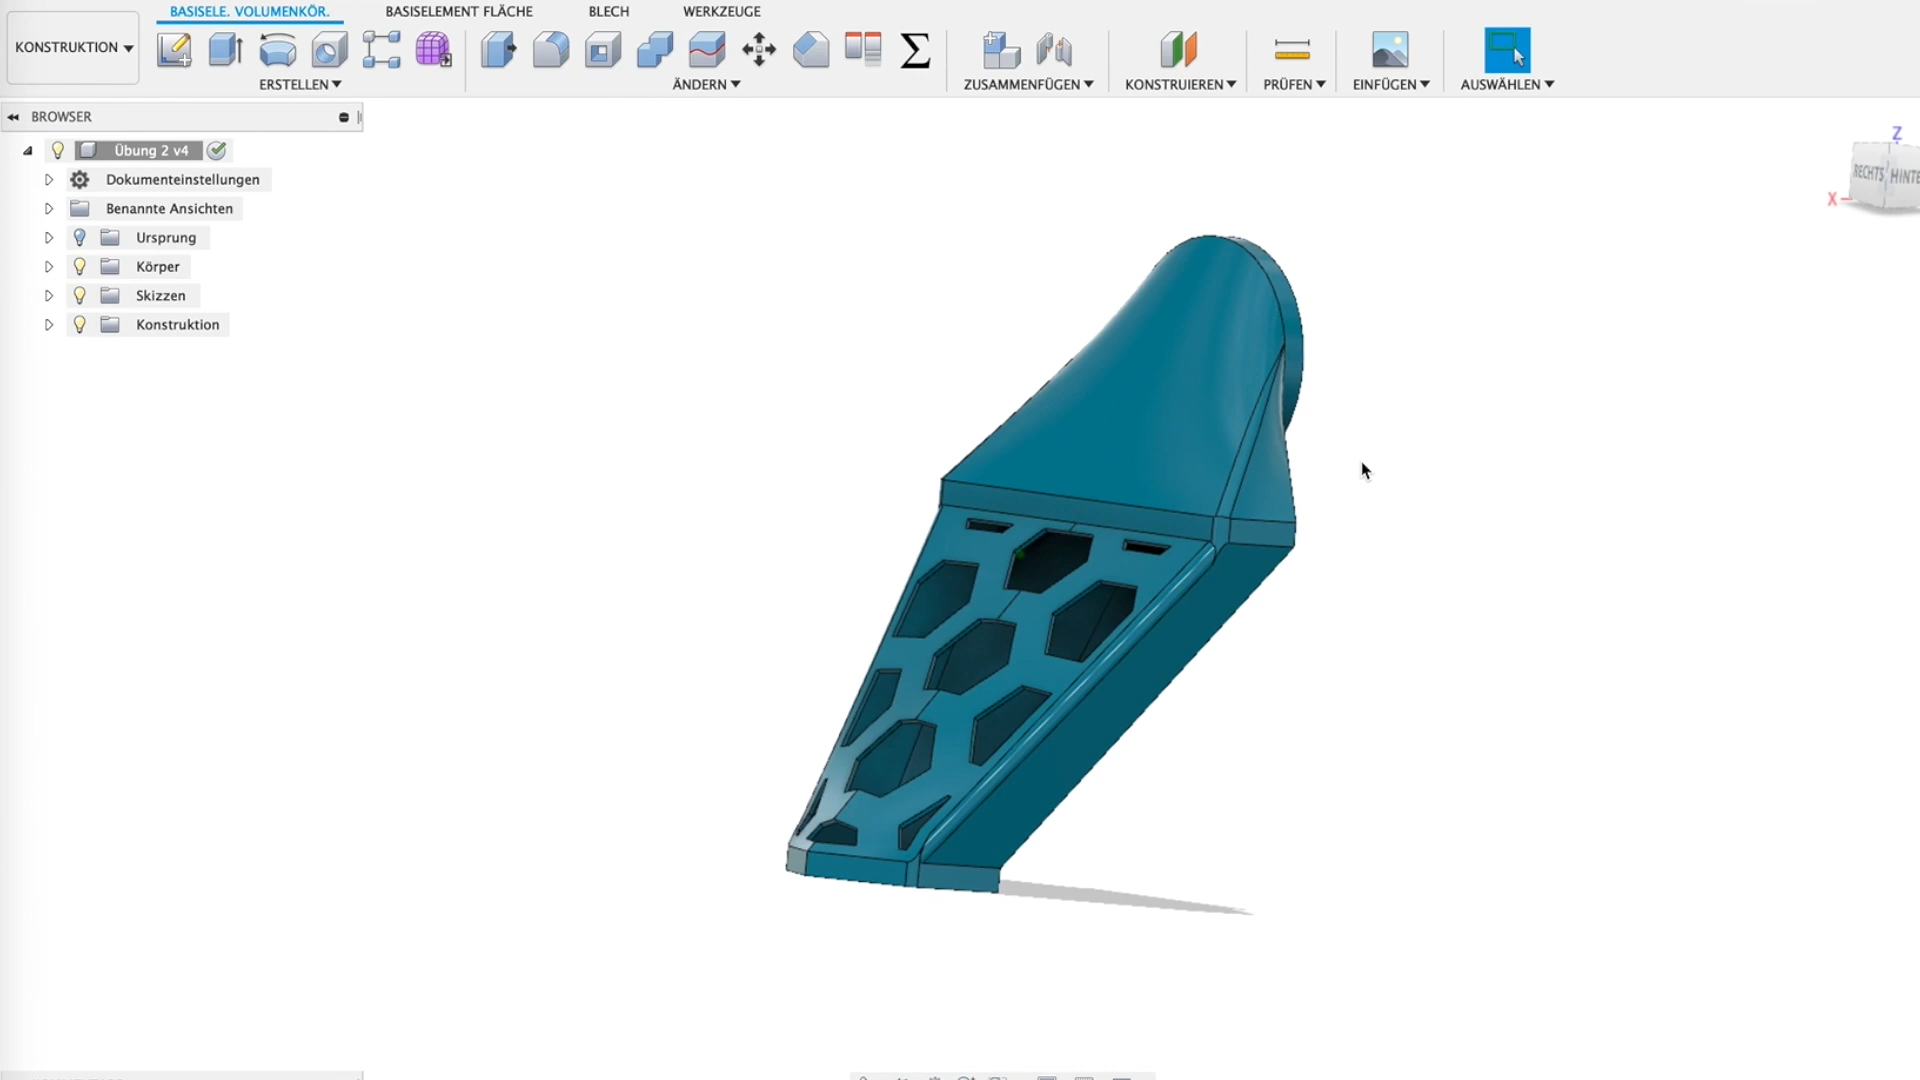 BASISELE. VOLUMENKÖR. BASISELEMENT FLÄCHE BLECH WERKZEUGE
KONSTRUKTION
ERSTELLEN ÄNDERN ZUSAMMENFÜGEN KONSTRUIEREN PRÜFEN EINFÜGEN AUSWÄHLEN
BROWSER
Übung 2 v4
Dokumenteinstellungen
Benannte Ansichten
Ursprung
Körper
Skizzen
Konstruktion
Z
RECHTS HINTE
X